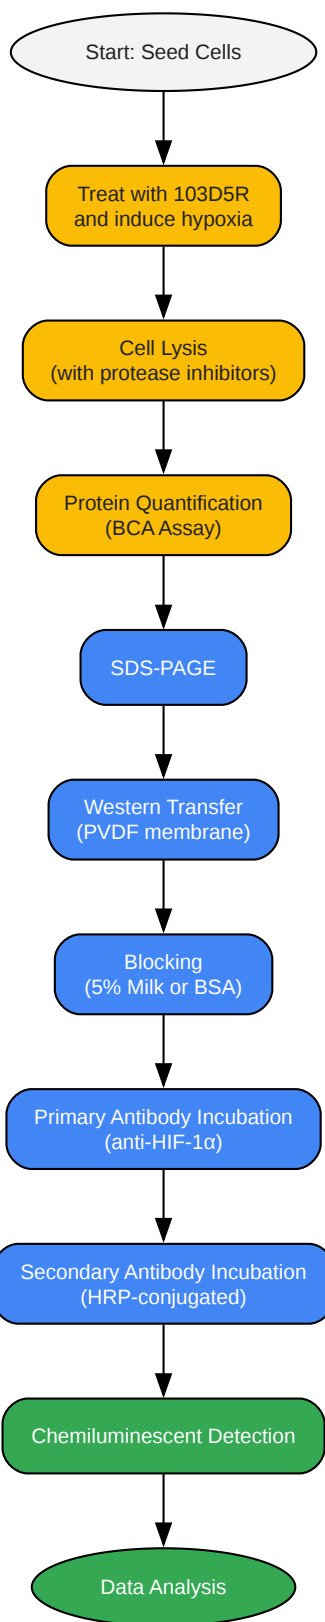 Start: Seed Cells
Treat with 103D5R
and induce hypoxia
Cell Lysis
(with protease inhibitors)
Protein Quantification
(BCA Assay)
SDS-PAGE
Western Transfer
(PVDF membrane)
Blocking
(5% Milk or BSA)
Primary Antibody Incubation
(anti-HIF-1α)
Secondary Antibody Incubation
(HRP-conjugated)
Chemiluminescent Detection
Data Analysis